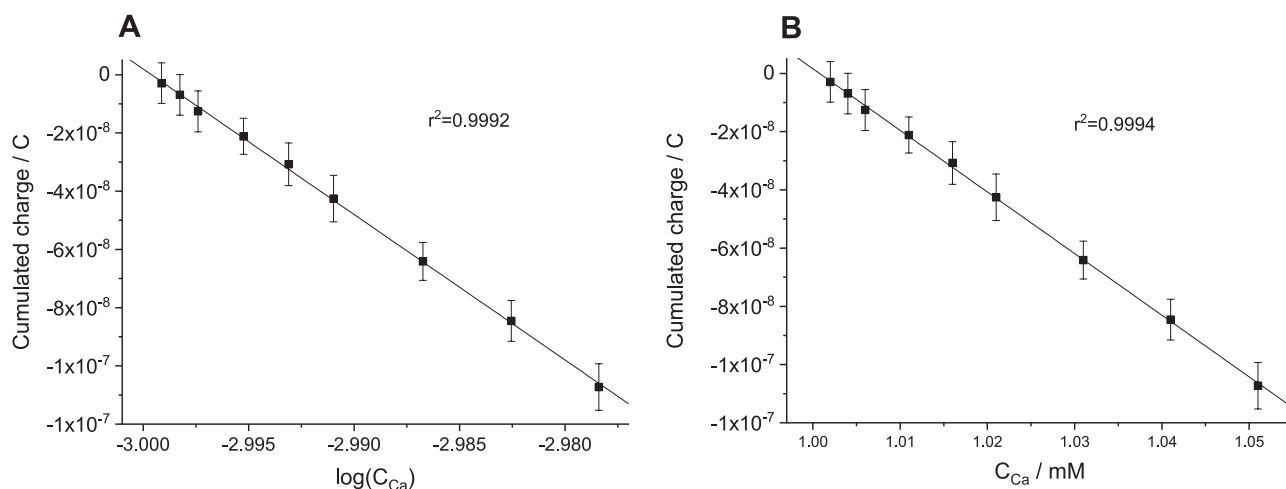 A
Cumulated charge / C
r²=0.9992
0
-2x10⁻⁸
-4x10⁻⁸
-6x10⁻⁸
-8x10⁻⁸
-1x10⁻⁷
-1x10⁻⁷
-3.000 -2.995 -2.990 -2.985 -2.980
log(C_Ca)
B
Cumulated charge / C
r²=0.9994
0
-2x10⁻⁸
-4x10⁻⁸
-6x10⁻⁸
-8x10⁻⁸
-1x10⁻⁷
-1x10⁻⁷
1.00 1.01 1.02 1.03 1.04 1.05
C_Ca / mM